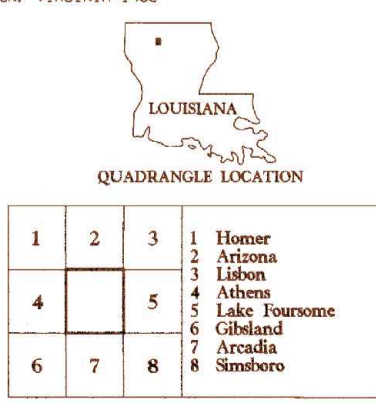 LOUISIANA
QUADRANGLE LOCATION
1 2 3
4 5
6 7 8
1 Homer
2 Arizona
3 Lisbon
4 Athens
5 Lake Foursome
6 Gibsland
7 Arcadia
8 Simsboro